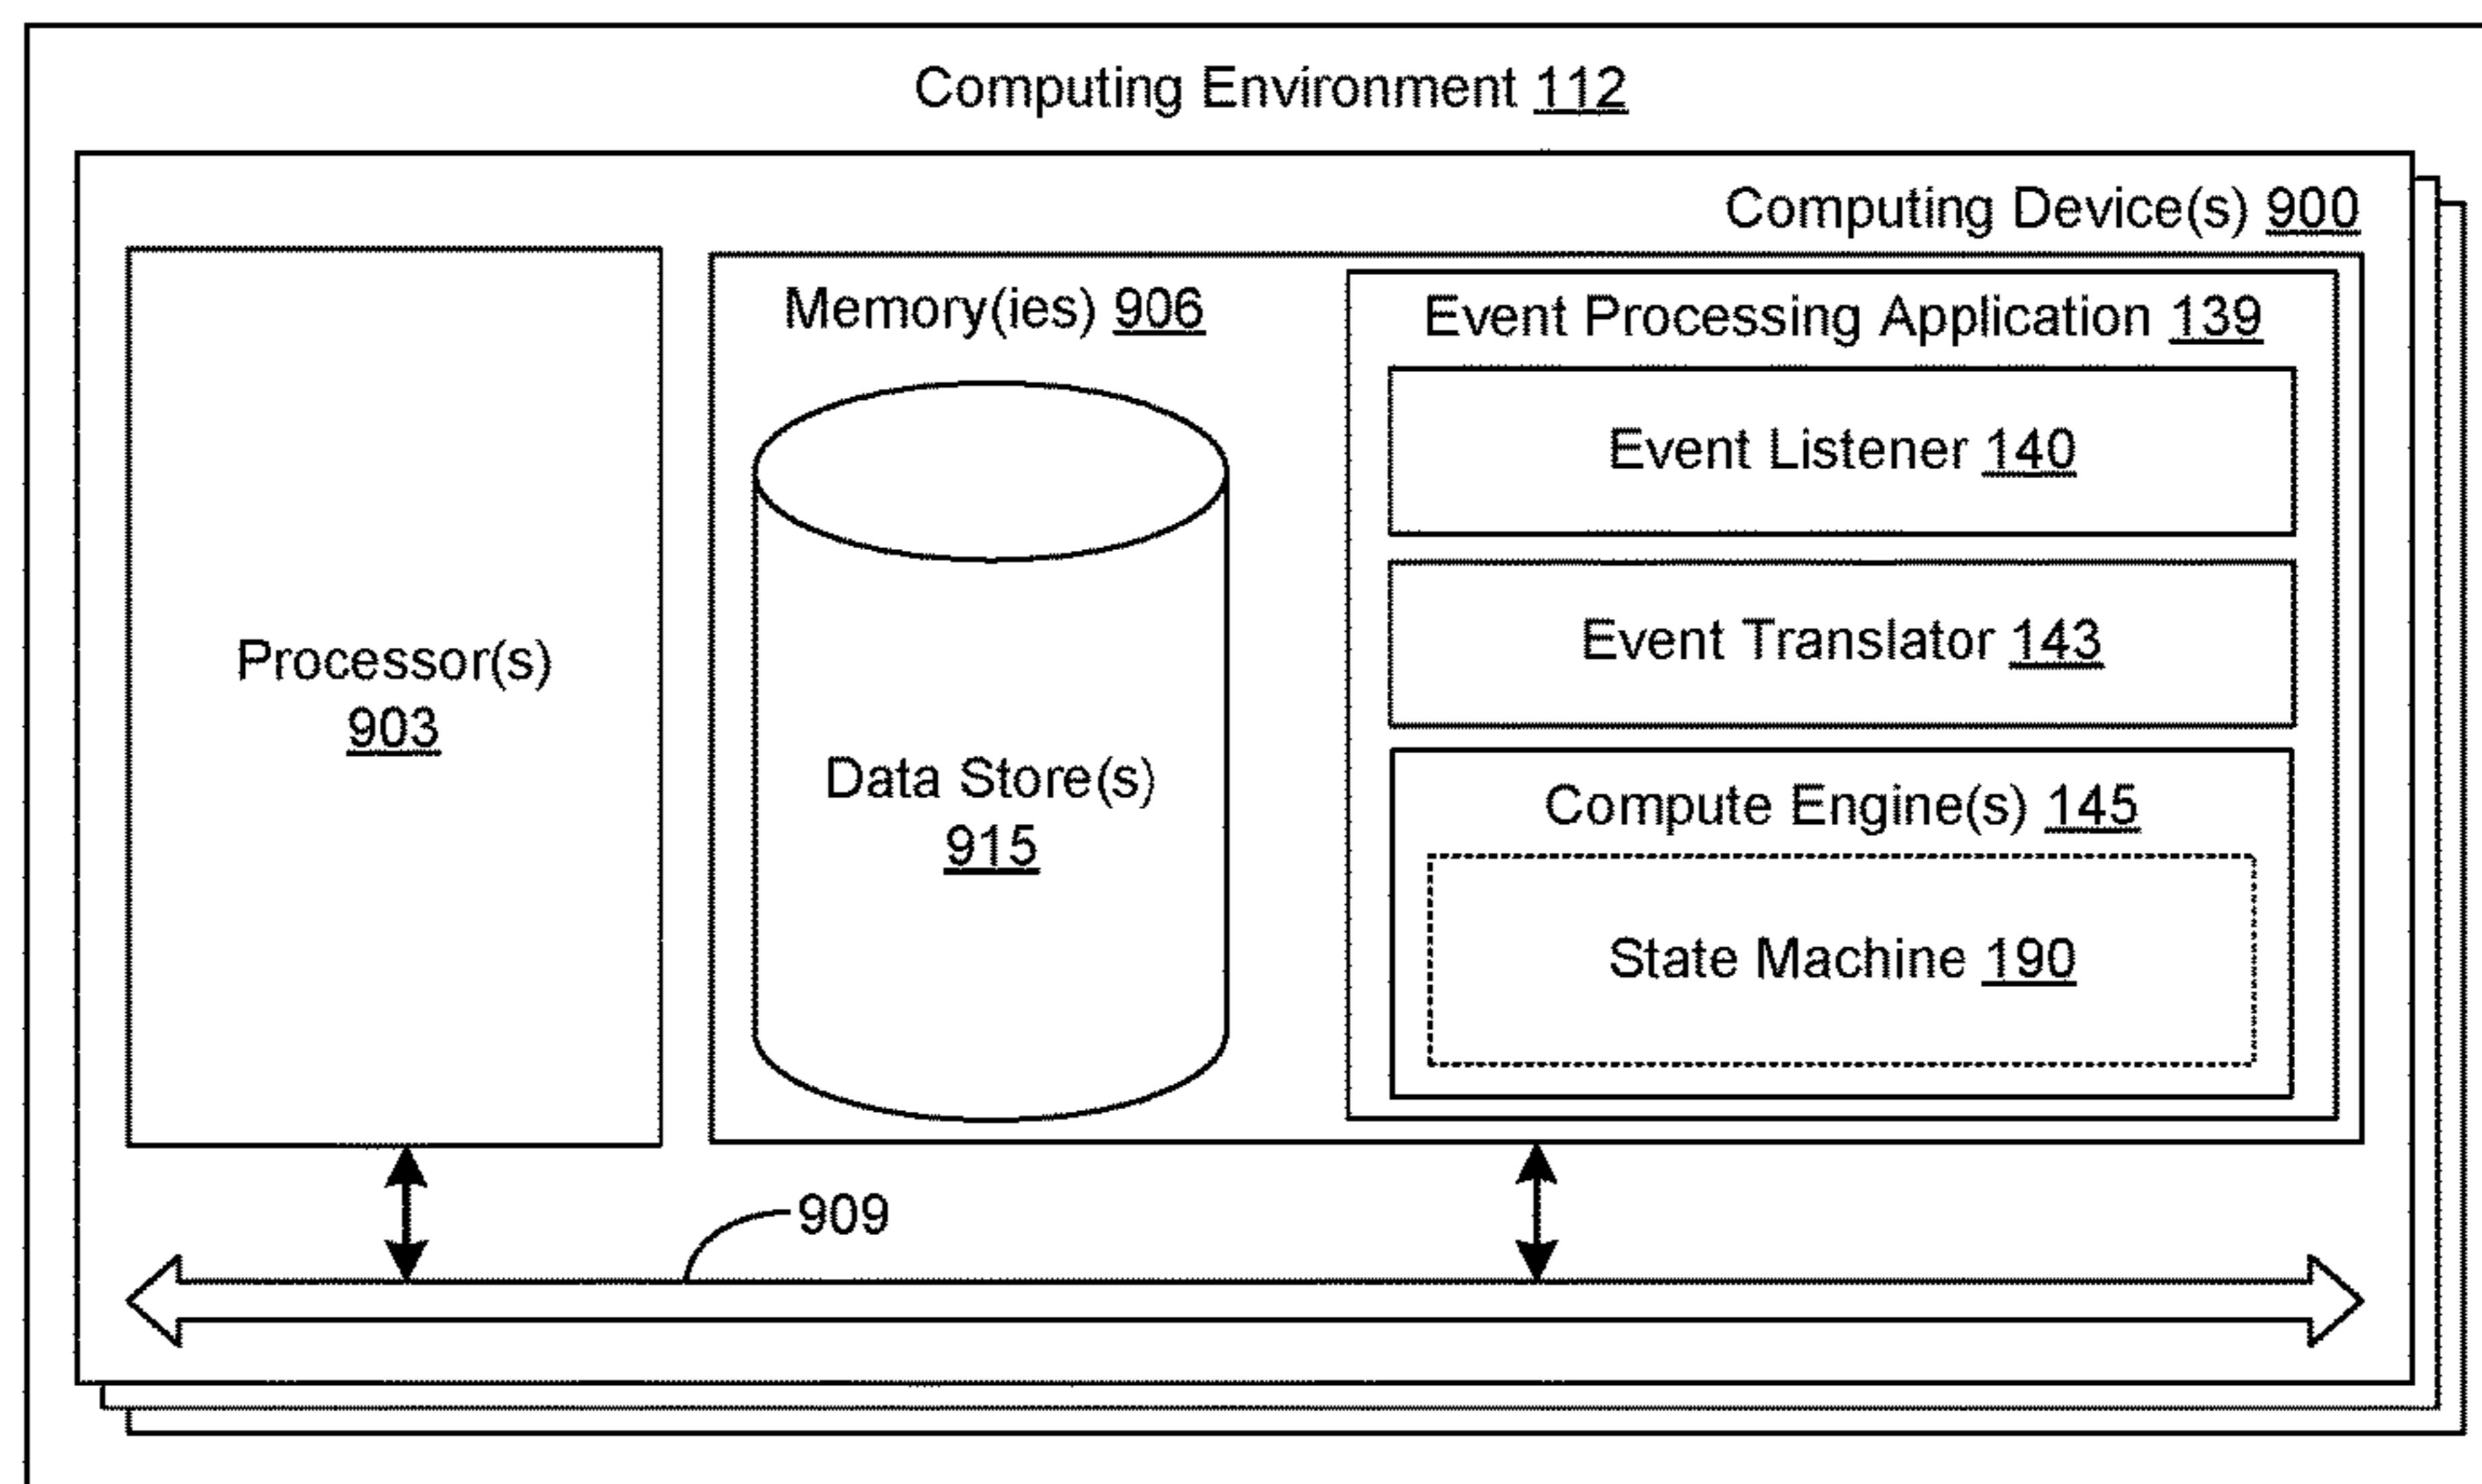 Computing Environment 112
Computing Device(s) 900
Processor(s)
903
Memory(ies) 906
Data Store(s)
915
Event Processing Application 139
Event Listener 140
Event Translator 143
Compute Engine(s) 145
State Machine 190
909